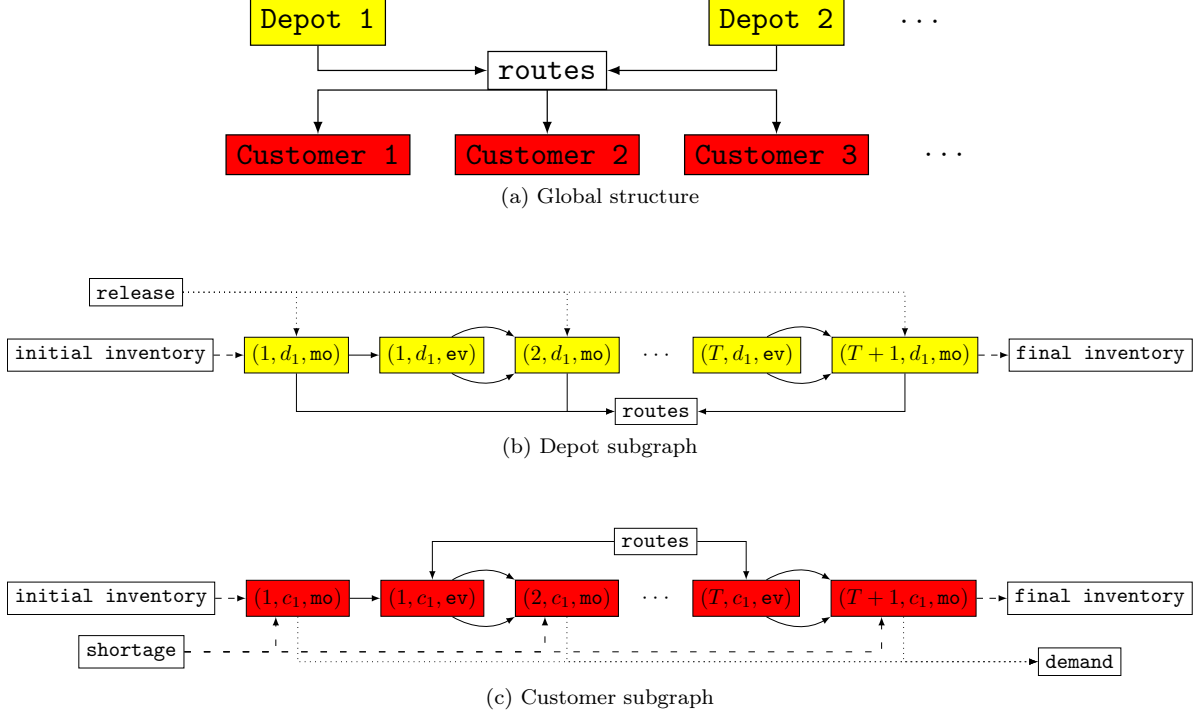 Depot 1 Depot 2 ···
routes
Customer 1 Customer 2 Customer 3 ···
(a) Global structure
release
initial inventory (1, d₁, mo) (1, d₁, ev) (2, d₁, mo) ··· (T, d₁, ev) (T + 1, d₁, mo) final inventory
routes
(b) Depot subgraph
routes
initial inventory (1, c₁, mo) (1, c₁, ev) (2, c₁, mo) ··· (T, c₁, ev) (T + 1, c₁, mo) final inventory
shortage
demand
(c) Customer subgraph